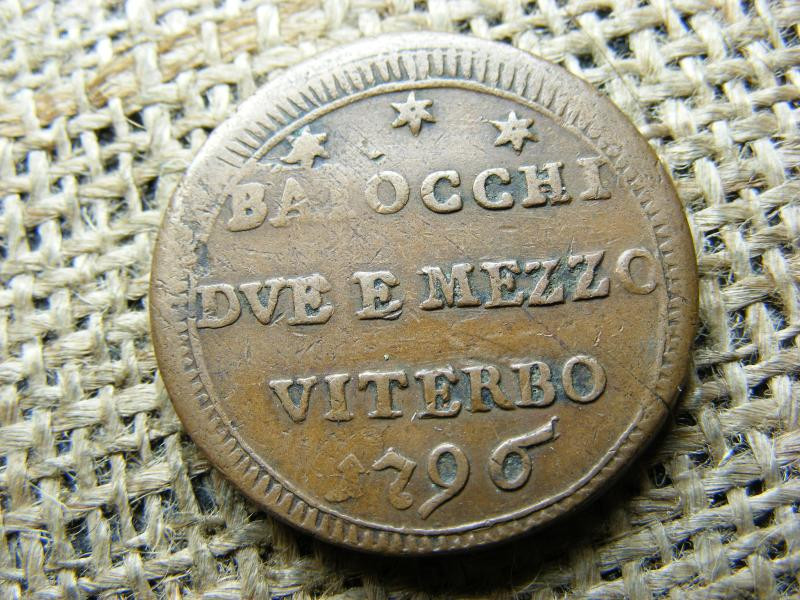 BAIOCCHI
DVE E MEZZO
VITERBO
1796